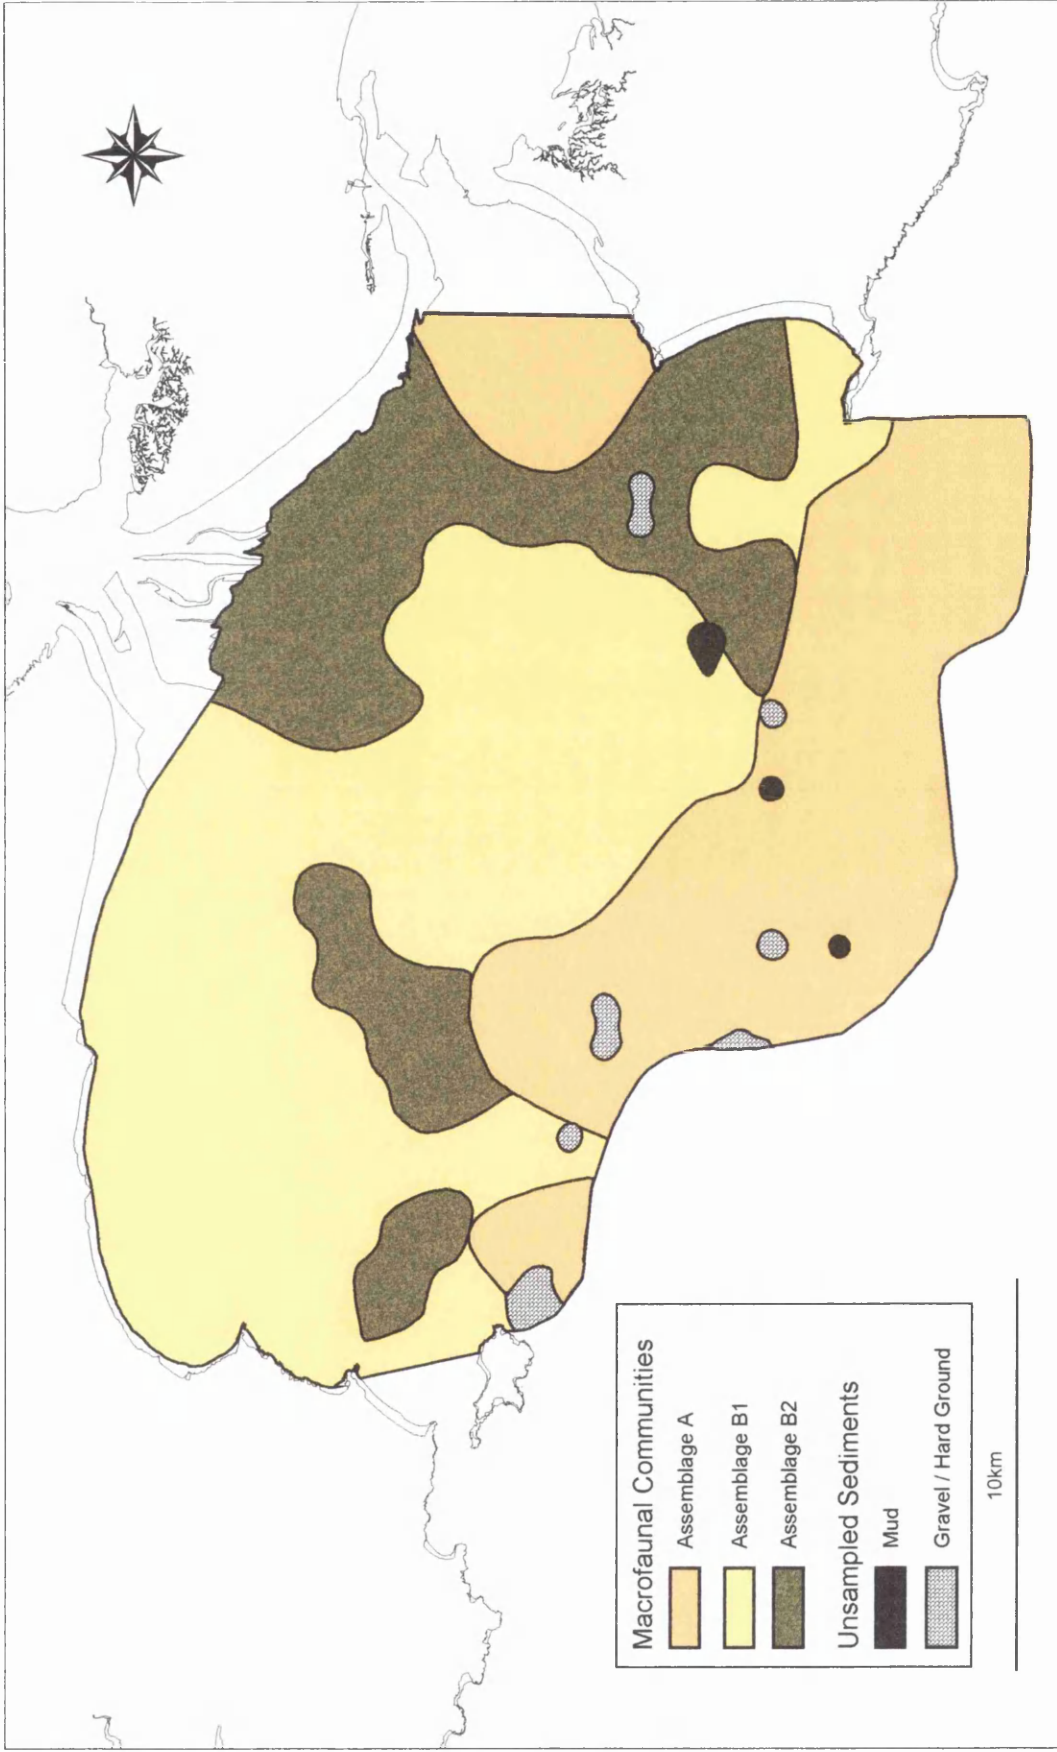 Macrofaunal Communities
Assemblage A
Assemblage B1
Assemblage B2
Unsampled Sediments
Mud
Gravel / Hard Ground
10km